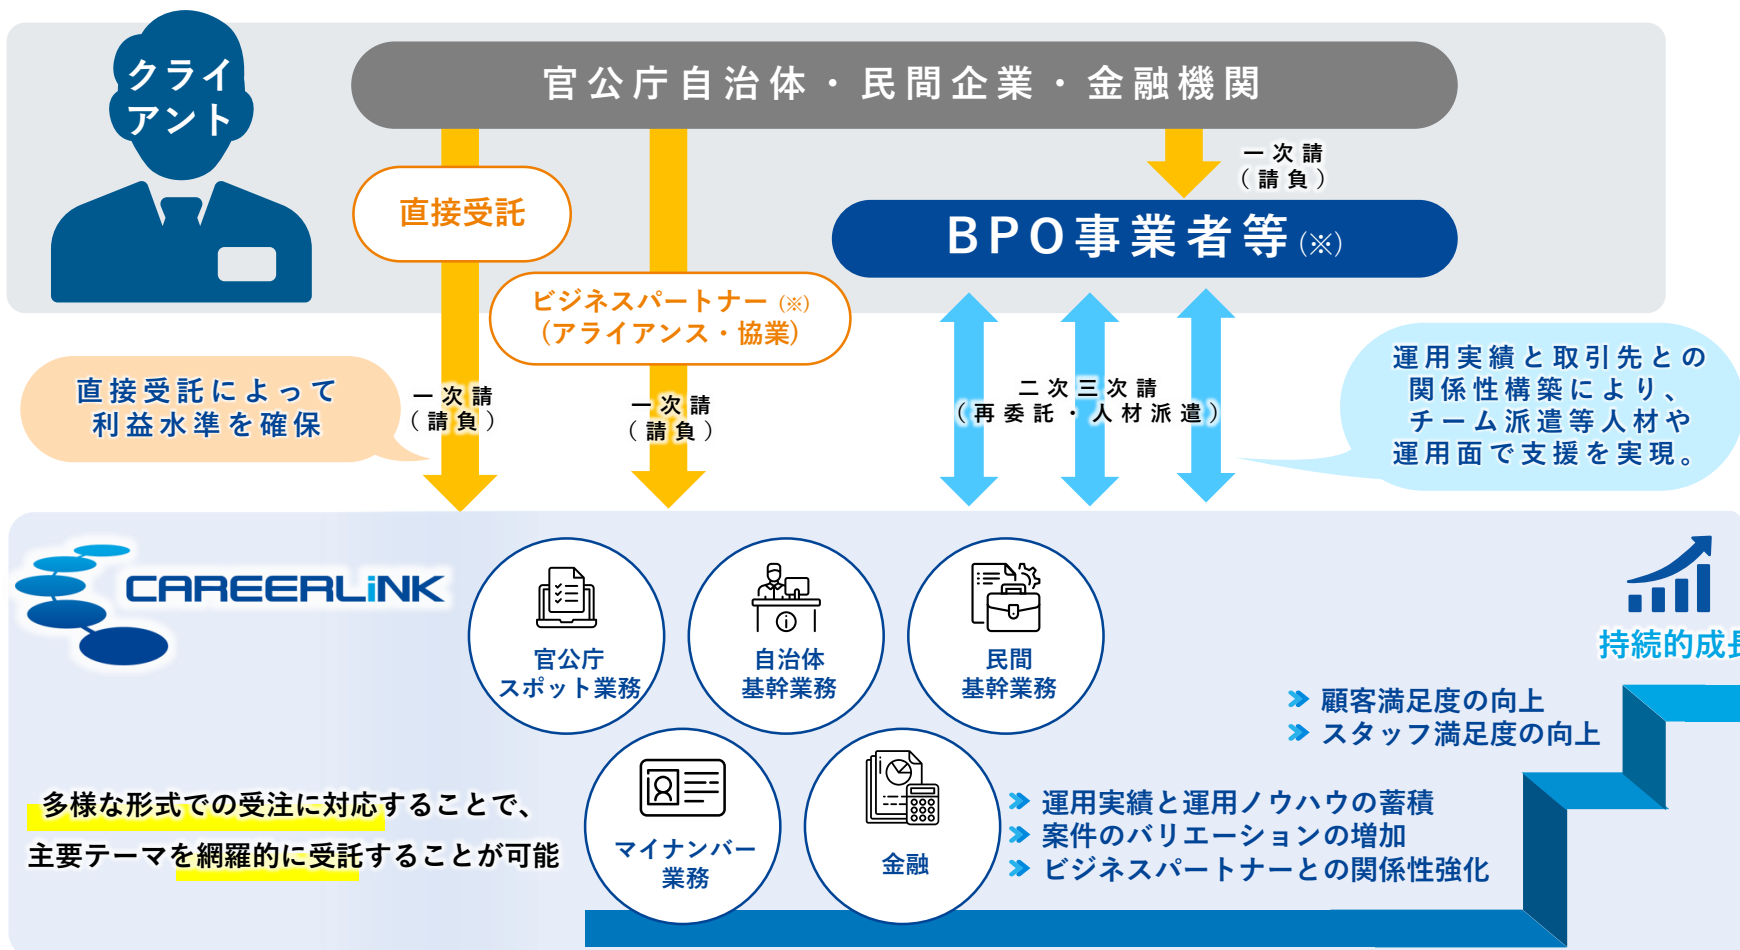 クライ
アント
官公庁自治体・民間企業・金融機関
一次請
(請負)
直接受託
BPO事業者等(※)
ビジネスパートナー(※)
(アライアンス・協業)
直接受託によって
利益水準を確保
一次請
(請負)
一次請
(請負)
二次三次請
(再委託・人材派遣)
運用実績と取引先との
関係性構築により、
チーム派遣等人材や
運用面で支援を実現。
CAREERLiNK
官公庁
スポット業務
自治体
基幹業務
民間
基幹業務
持続的成長
顧客満足度の向上
スタッフ満足度の向上
多様な形式での受注に対応することで、
主要テーマを網羅的に受託することが可能
マイナンバー
業務
金融
運用実績と運用ノウハウの蓄積
案件のバリエーションの増加
ビジネスパートナーとの関係性強化